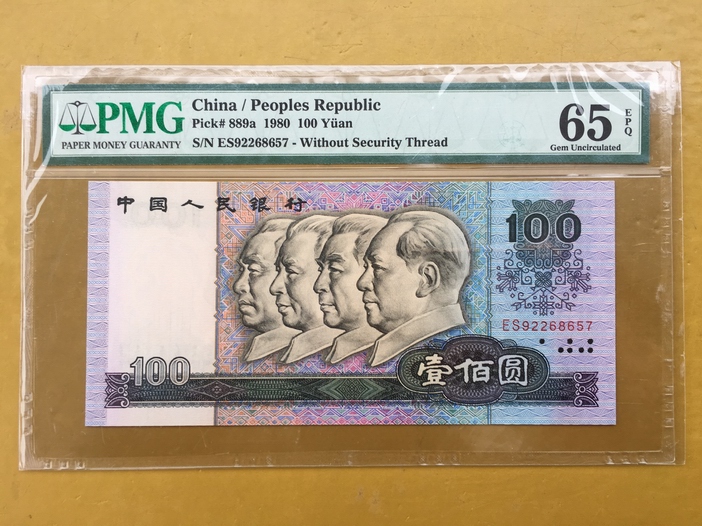 PMG
PAPER MONEY GUARANTY
China / Peoples Republic
Pick# 889a 1980 100 Yüan
S/N ES92268657 - Without Security Thread
65
EPQ
Gem Uncirculated
中国人民银行
100
ES92268657
100
壹佰圆